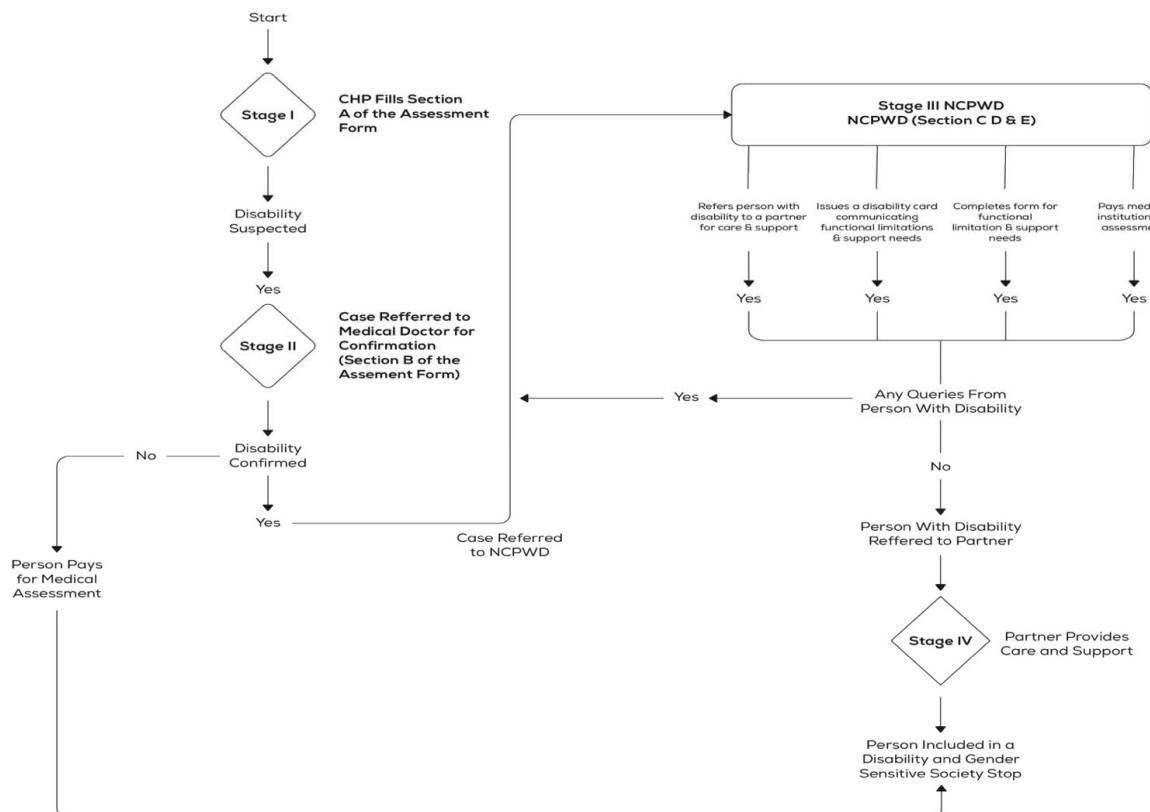 Start
Stage I
CHP Fills Section
A of the Assessment
Form
Disability
Suspected
Yes
Stage II
Case Refferred to
Medical Doctor for
Confirmation
(Section B of the
Assement Form)
Disability
Confirmed
No
Yes
Person Pays
for Medical
Assessment
Case Referred
to NCPWD
Stage III NCPWD
NCPWD (Section C D & E)
Refers person with
disability to a partner
for care & support
Issues a disability card
communicating
functional limitations
& support needs
Completes form for
functional
limitation & support
needs
Pays
institution
Yes
Yes
Yes
Yes
Any Queries From
Person With Disability
Yes
No
Person With Disability
Reffered to Partner
Stage IV
Partner Provides
Care and Support
Person Included in a
Disability and Gender
Sensitive Society Stop